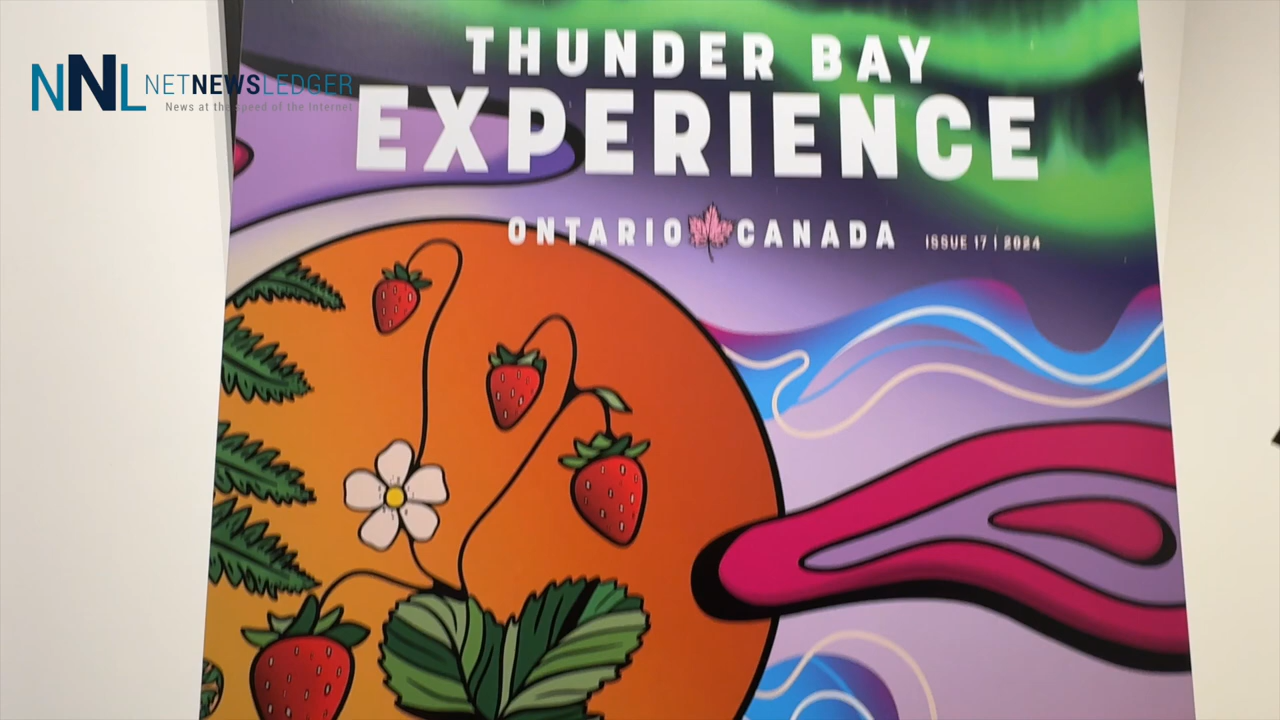 THUNDER BAY
EXPERIENCE
ONTARIO CANADA
ISSUE 17 | 2024
NNL NETNEWSLEDGER
News at the speed of the Internet